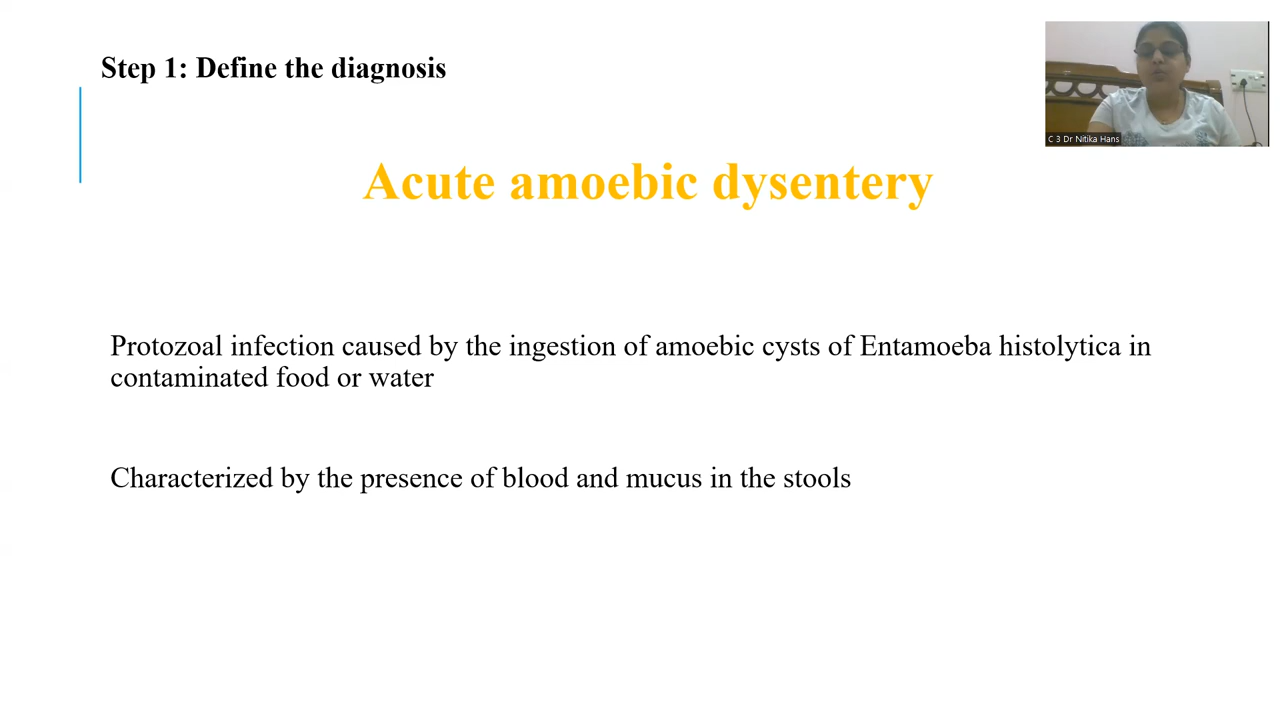 Step 1: Define the diagnosis
C 3 Dr Nitika Hans
Acute amoebic dysentery
Protozoal infection caused by the ingestion of amoebic cysts of Entamoeba histolytica in
contaminated food or water
Characterized by the presence of blood and mucus in the stools